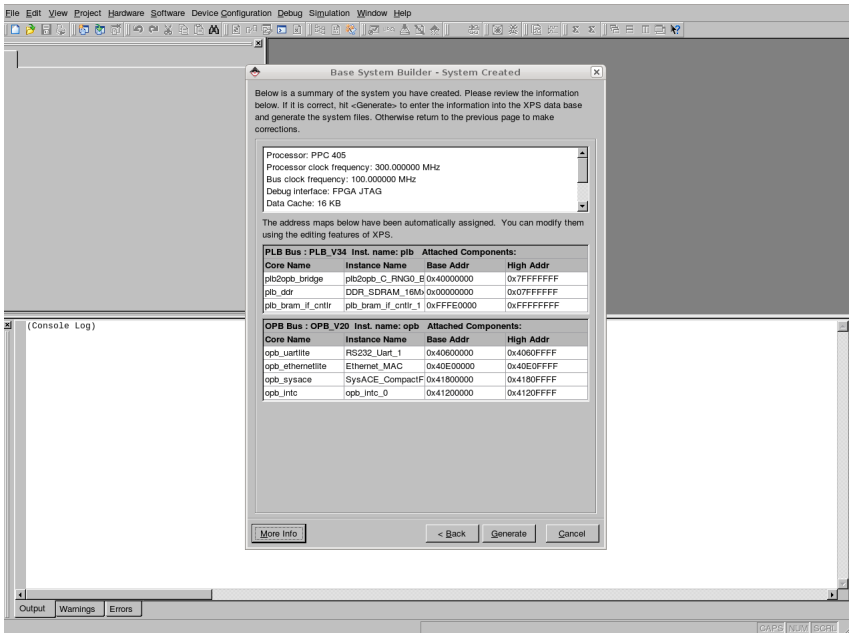 File Edit View Project Hardware Software Device Configuration Debug Simulation Window Help
Base System Builder - System Created
Below is a summary of the system you have created. Please review the information
below. If it is correct, hit <Generate> to enter the information into the XPS data base
and generate the system files. Otherwise return to the previous page to make
corrections.
Processor: PPC 405
Processor clock frequency: 300.000000 MHz
Bus clock frequency: 100.000000 MHz
Debug interface: FPGA JTAG
Data Cache: 16 KB
The address maps below have been automatically assigned. You can modify them
using the editing features of XPS.
PLB Bus : PLB_V34 Inst. name: plb Attached Components:
Core Name Instance Name Base Addr High Addr
plb2opb_bridge plb2opb_C_RNG0_B 0x40000000 0x7FFFFFFF
plb_ddr DDR_SDRAM_16Mx 0x00000000 0x07FFFFFF
plb_bram_if_cntlr plb_bram_if_cntlr_1 0xFFFE0000 0xFFFFFFFF
OPB Bus : OPB_V20 Inst. name: opb Attached Components:
Core Name Instance Name Base Addr High Addr
opb_uartlite RS232_Uart_1 0x40600000 0x4060FFFF
opb_ethernetlite Ethernet_MAC 0x40E00000 0x40E0FFFF
opb_sysace SysACE_CompactF 0x41800000 0x4180FFFF
opb_intc opb_intc_0 0x41200000 0x4120FFFF
(Console Log)
More Info < Back Generate Cancel
Output Warnings Errors
CAPS NUM SCRL